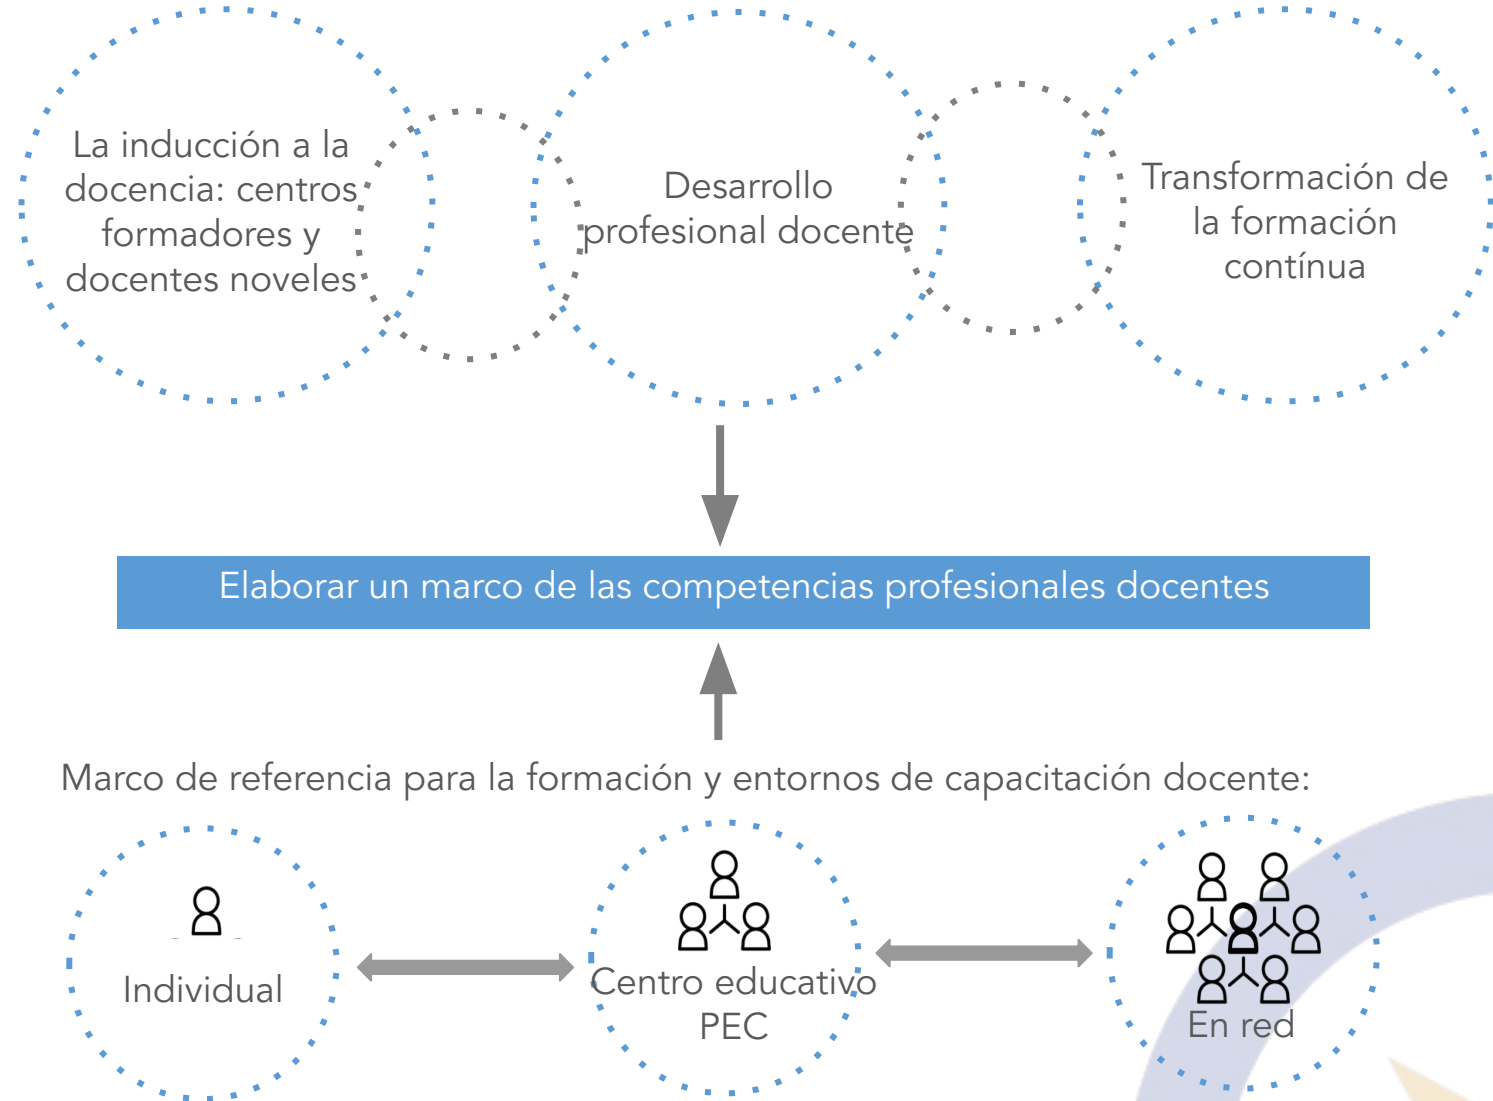 La inducción a la
docencia: centros
formadores y
docentes noveles
Desarrollo
profesional docente
Transformación de
la formación
contínua
Elaborar un marco de las competencias profesionales docentes
Marco de referencia para la formación y entornos de capacitación docente:
Individual
Centro educativo
PEC
En red